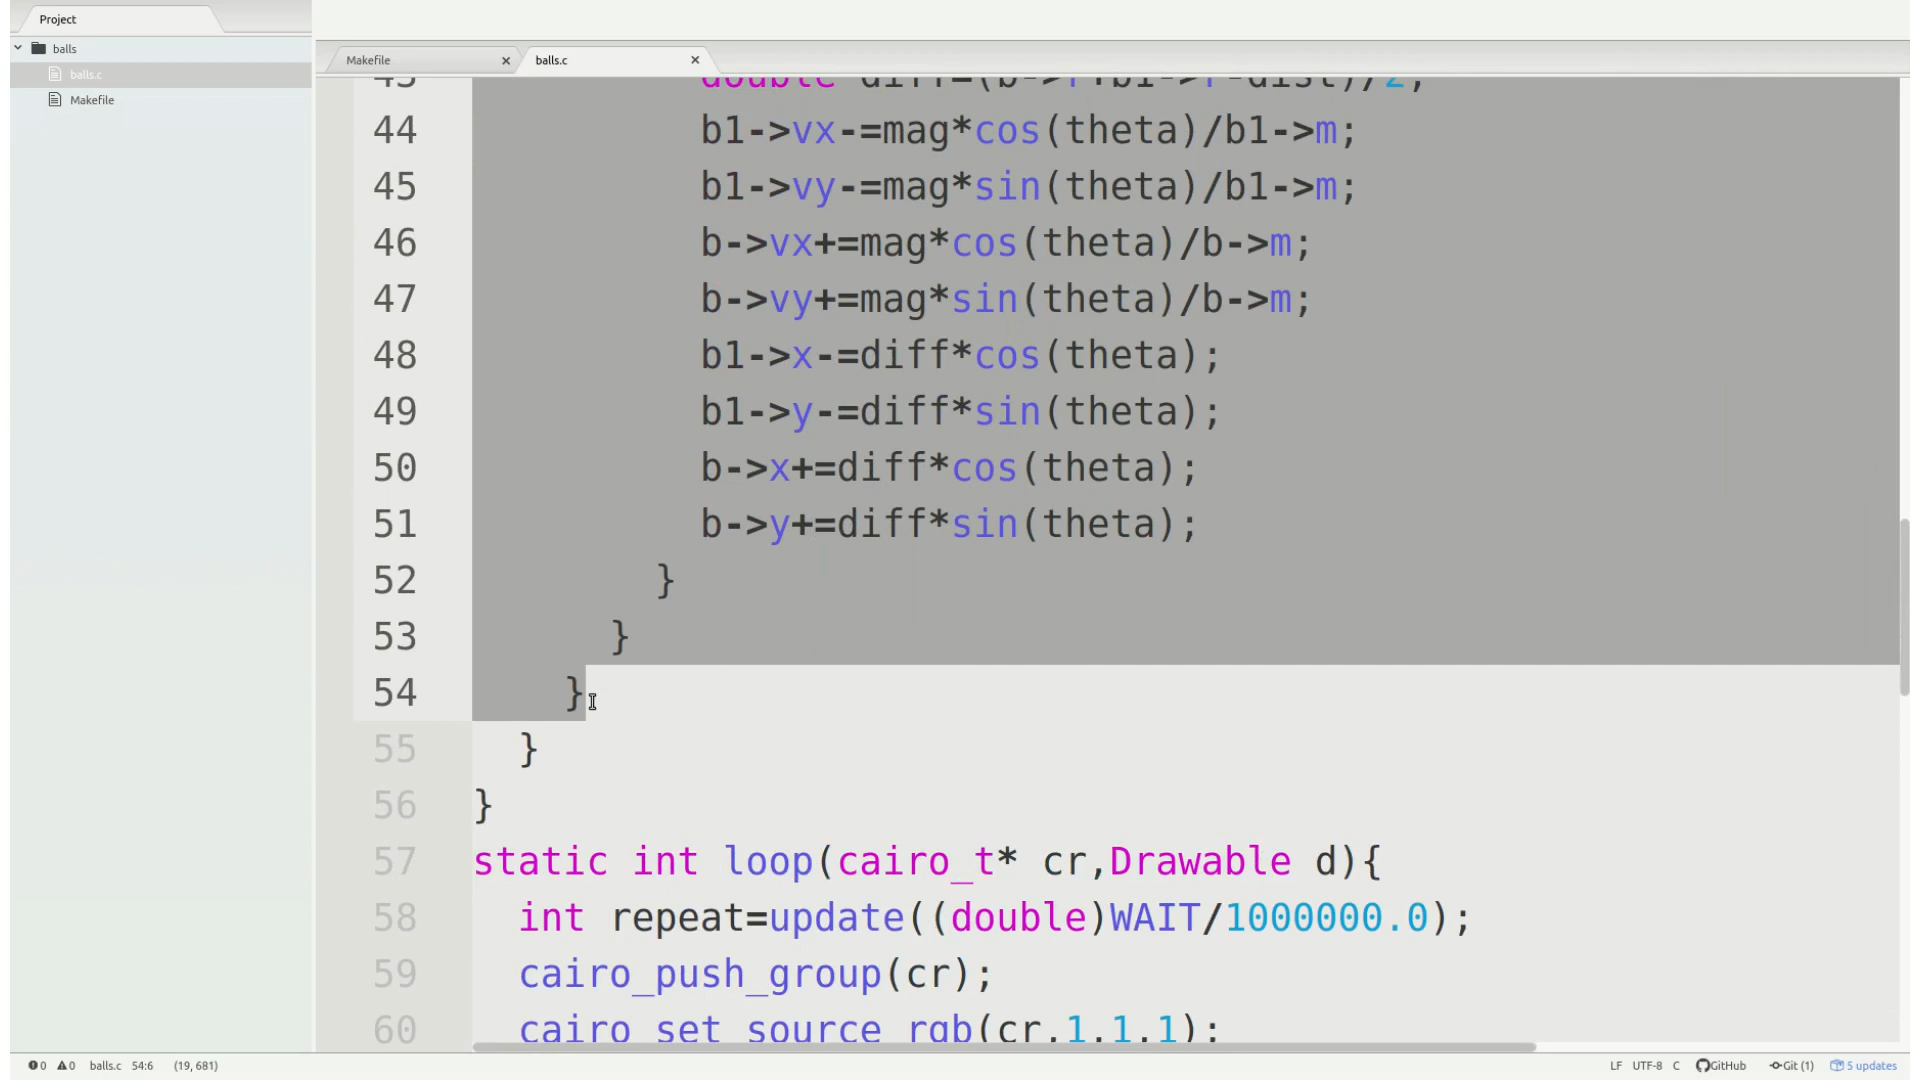 Project
balls
balls.c
Makefile
Makefile
balls.c
43 double diff=(b->r+b1->r-dist)/2;
44 b1->vx-=mag*cos(theta)/b1->m;
45 b1->vy-=mag*sin(theta)/b1->m;
46 b->vx+=mag*cos(theta)/b->m;
47 b->vy+=mag*sin(theta)/b->m;
48 b1->x-=diff*cos(theta);
49 b1->y-=diff*sin(theta);
50 b->x+=diff*cos(theta);
51 b->y+=diff*sin(theta);
52 }
53 }
54 }
55 }
56 }
57 static int loop(cairo_t* cr,Drawable d){
58 int repeat=update((double)WAIT/1000000.0);
59 cairo_push_group(cr);
60 cairo_set_source_rgb(cr,1,1,1);
0 0 balls.c 54:6 (19, 681)
LF UTF-8 C GitHub Git (1) 5 updates